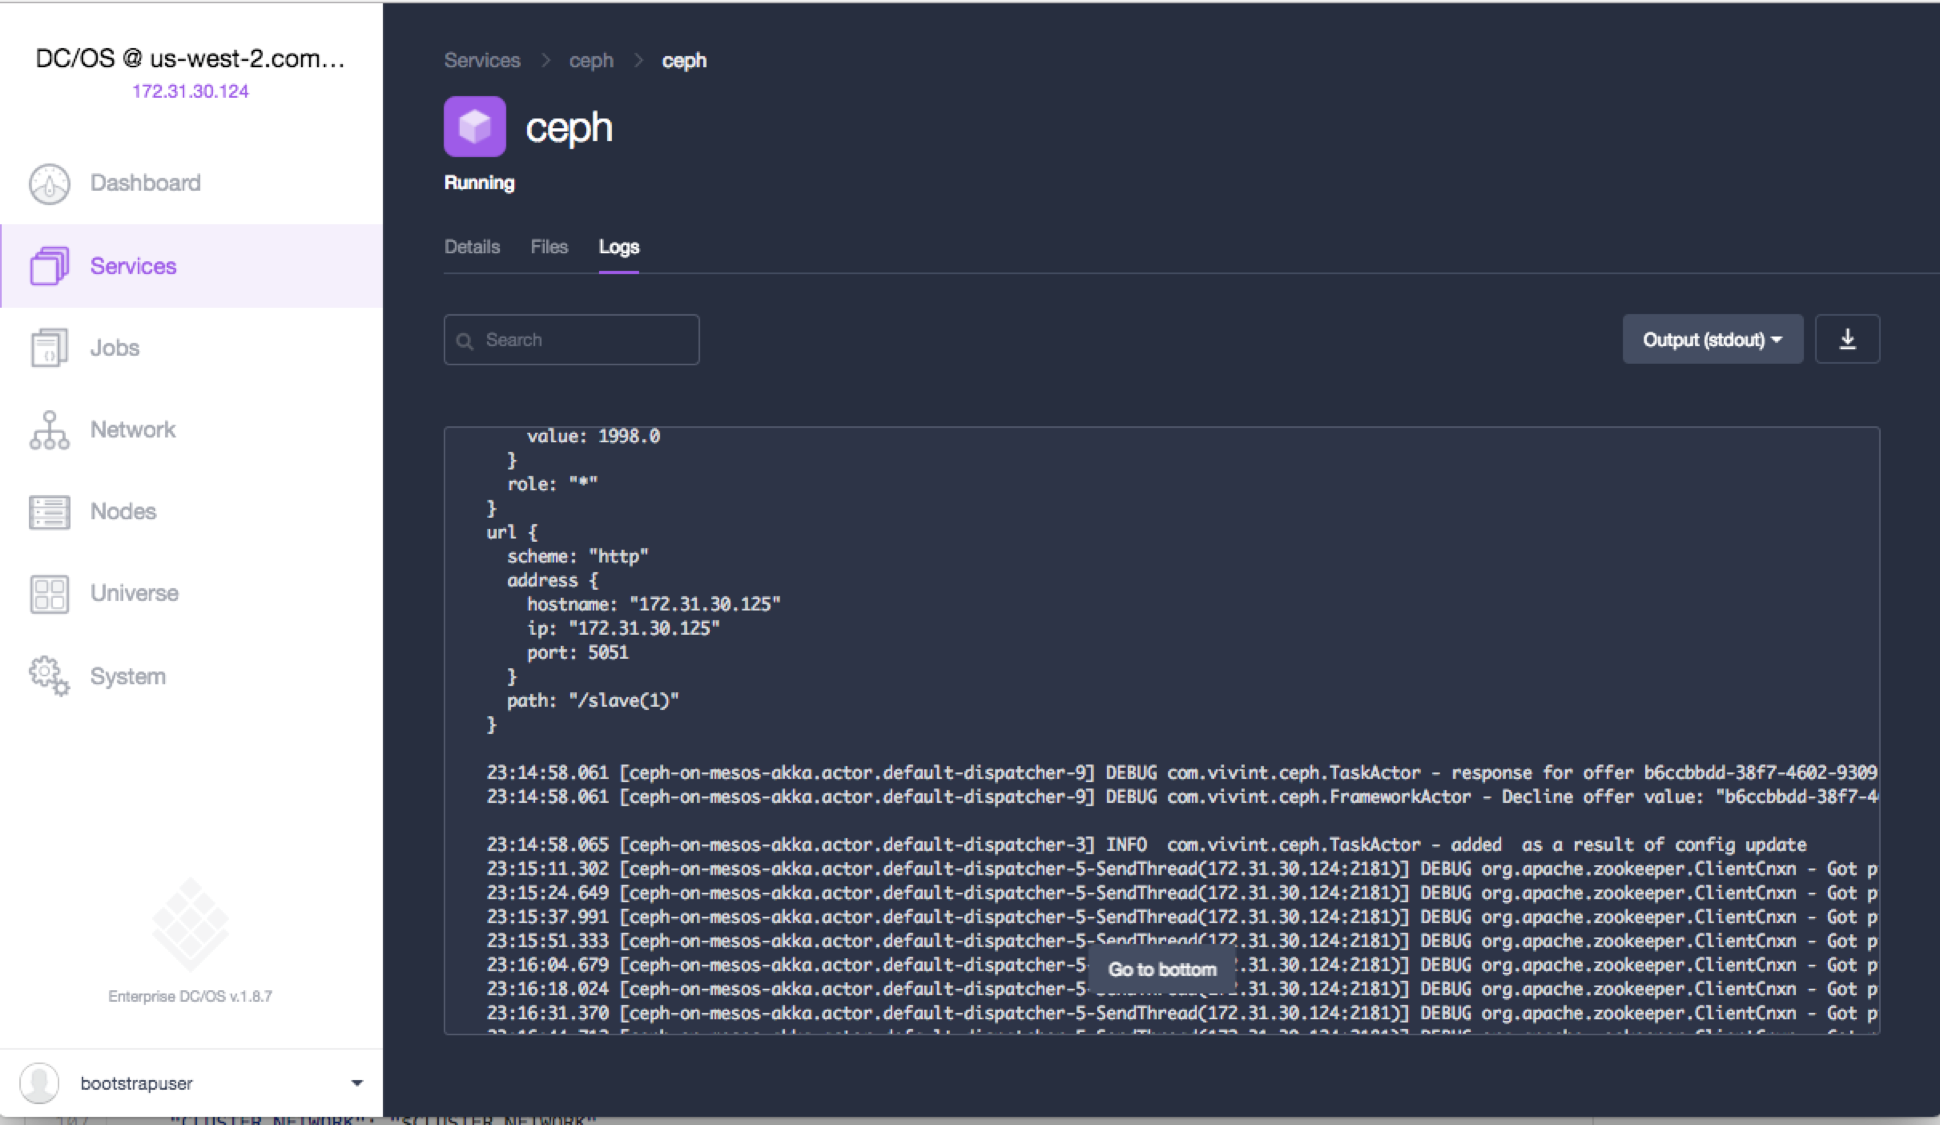 DC/OS @ us-west-2.com...
172.31.30.124
Dashboard
Services
Jobs
Network
Nodes
Universe
System
Enterprise DC/OS v.1.8.7
bootstrapuser
Services > ceph > ceph
ceph
Running
Details Files Logs
Search
Output (stdout)
value: 1998.0
}
role: "*"
}
url {
scheme: "http"
address {
hostname: "172.31.30.125"
ip: "172.31.30.125"
port: 5051
}
path: "/slave(1)"
}
23:14:58.061 [ceph-on-mesos-akka.actor.default-dispatcher-9] DEBUG com.vivint.ceph.TaskActor - response for offer b6ccbbdd-38f7-4602-9309
23:14:58.061 [ceph-on-mesos-akka.actor.default-dispatcher-9] DEBUG com.vivint.ceph.FrameworkActor - Decline offer value: "b6ccbbdd-38f7-4
23:14:58.065 [ceph-on-mesos-akka.actor.default-dispatcher-3] INFO com.vivint.ceph.TaskActor - added as a result of config update
23:15:11.302 [ceph-on-mesos-akka.actor.default-dispatcher-5-SendThread(172.31.30.124:2181)] DEBUG org.apache.zookeeper.ClientCnxn - Got p
23:15:24.649 [ceph-on-mesos-akka.actor.default-dispatcher-5-SendThread(172.31.30.124:2181)] DEBUG org.apache.zookeeper.ClientCnxn - Got p
23:15:37.991 [ceph-on-mesos-akka.actor.default-dispatcher-5-SendThread(172.31.30.124:2181)] DEBUG org.apache.zookeeper.ClientCnxn - Got p
23:15:51.333 [ceph-on-mesos-akka.actor.default-dispatcher-5-SendThread(172.31.30.124:2181)] DEBUG org.apache.zookeeper.ClientCnxn - Got p
23:16:04.679 [ceph-on-mesos-akka.actor.default-dispatcher-5 .31.30.124:2181)] DEBUG org.apache.zookeeper.ClientCnxn - Got p
Go to bottom
23:16:18.024 [ceph-on-mesos-akka.actor.default-dispatcher-5- .31.30.124:2181)] DEBUG org.apache.zookeeper.ClientCnxn - Got p
23:16:31.370 [ceph-on-mesos-akka.actor.default-dispatcher-5-SendThread(172.31.30.124:2181)] DEBUG org.apache.zookeeper.ClientCnxn - Got p
"CLUSTER_NETWORK": "$CLUSTER_NETWORK"